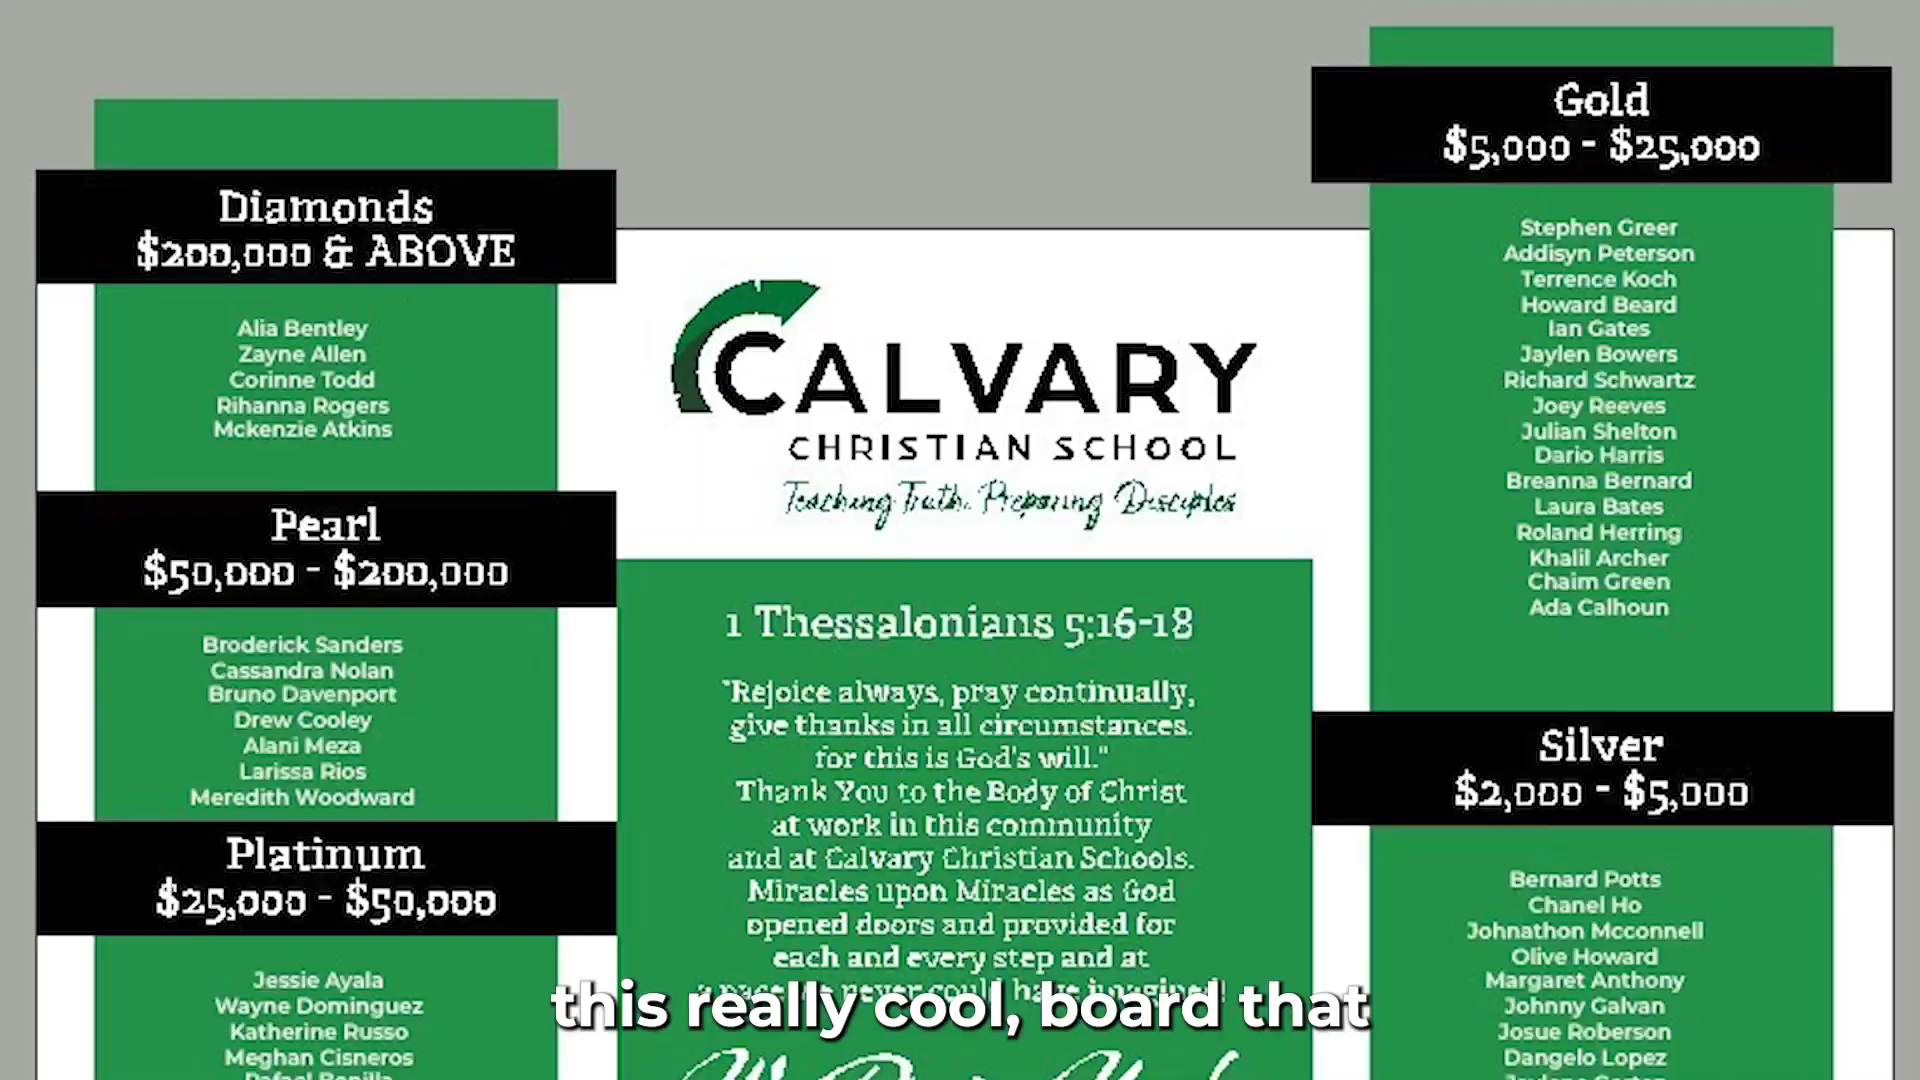 Diamonds
$200,000 & ABOVE
Alia Bentley
Zayne Allen
Corinne Todd
Rihanna Rogers
Mckenzie Atkins
Pearl
$50,000 - $200,000
Broderick Sanders
Cassandra Nolan
Bruno Davenport
Drew Cooley
Alani Meza
Larissa Rios
Meredith Woodward
Platinum
$25,000 - $50,000
Jessie Ayala
Wayne Dominguez
Katherine Russo
Meghan Cisneros
CALVARY
CHRISTIAN SCHOOL
Teaching Truth. Preparing Disciples
1 Thessalonians 5:16-18
"Rejoice always, pray continually,
give thanks in all circumstances.
for this is God's will."
Thank You to the Body of Christ
at work in this community
and at Calvary Christian Schools.
Miracles upon Miracles as God
opened doors and provided for
each and every step and at
a pace we never could have imagined!
this really cool, board that
Gold
$5,000 - $25,000
Stephen Greer
Addisyn Peterson
Terrence Koch
Howard Beard
Ian Gates
Jaylen Bowers
Richard Schwartz
Joey Reeves
Julian Shelton
Dario Harris
Breanna Bernard
Laura Bates
Roland Herring
Khalil Archer
Chaim Green
Ada Calhoun
Silver
$2,000 - $5,000
Bernard Potts
Chanel Ho
Johnathon Mcconnell
Olive Howard
Margaret Anthony
Johnny Galvan
Josue Roberson
Dangelo Lopez